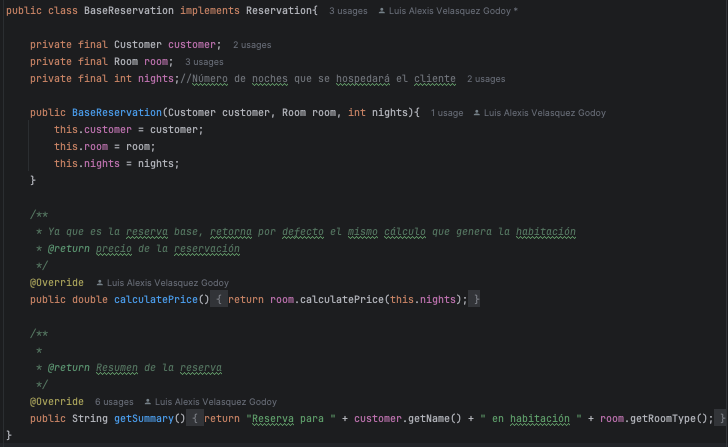 public class BaseReservation implements Reservation{ 3 usages Luis Alexis Velasquez Godoy *
private final Customer customer; 2 usages
private final Room room; 3 usages
private final int nights;//Número de noches que se hospedará el cliente 2 usages
public BaseReservation(Customer customer, Room room, int nights){ 1 usage Luis Alexis Velasquez Godoy
this.customer = customer;
this.room = room;
this.nights = nights;
}
/**
* Ya que es la reserva base, retorna por defecto el mismo cálculo que genera la habitación
* @return precio de la reservación
*/
@Override Luis Alexis Velasquez Godoy
public double calculatePrice() { return room.calculatePrice(this.nights); }
/**
*
* @return Resumen de la reserva
*/
@Override 6 usages Luis Alexis Velasquez Godoy
public String getSummary() { return "Reserva para " + customer.getName() + " en habitación " + room.getRoomType(); }
}